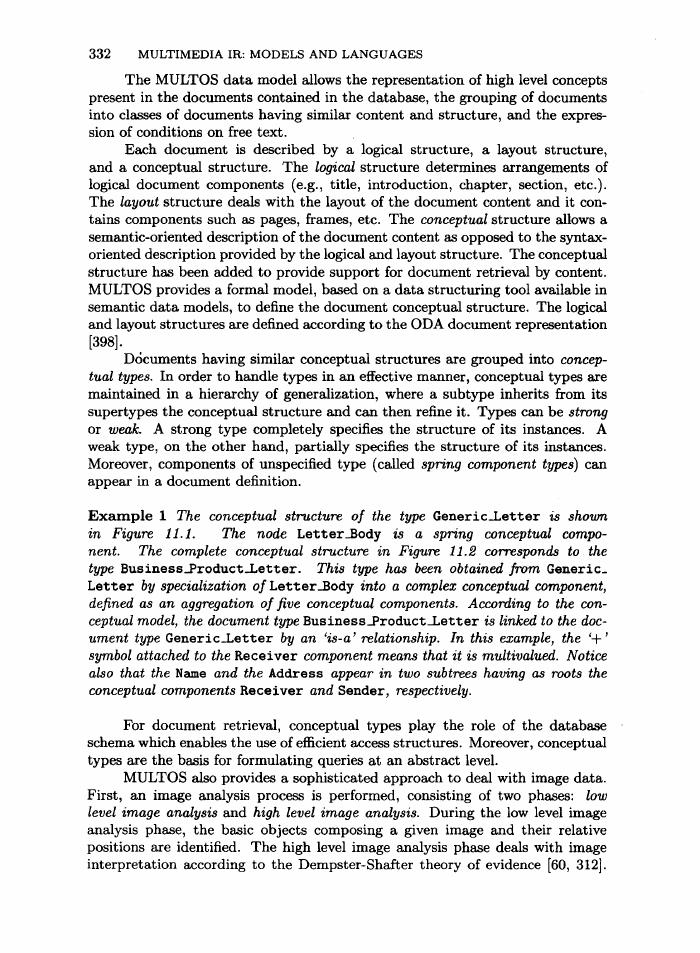 332 MULTIMEDIA IR: MODELS AND LANGUAGES
The MULTOS data model allows the representation of high level concepts
present in the documents contained in the database, the grouping of documents
into classes of documents having similar content and structure, and the expres-
sion of conditions on free text.
Each document is described by a logical structure, a layout structure,
and a conceptual structure. The logical structure determines arrangements of
logical document components (e.g., title, introduction, chapter, section, etc.).
The layout structure deals with the layout of the document content and it con-
tains components such as pages, frames, etc. The conceptual structure allows a
semantic-oriented description of the document content as opposed to the syntax-
oriented description provided by the logical and layout structure. The conceptual
structure has been added to provide support for document retrieval by content.
MULTOS provides a formal model, based on a data structuring tool available in
semantic data models, to define the document conceptual structure. The logical
and layout structures are defined according to the ODA document representation
[398].
Documents having similar conceptual structures are grouped into concep-
tual types. In order to handle types in an effective manner, conceptual types are
maintained in a hierarchy of generalization, where a subtype inherits from its
supertypes the conceptual structure and can then refine it. Types can be strong
or weak. A strong type completely specifies the structure of its instances. A
weak type, on the other hand, partially specifies the structure of its instances.
Moreover, components of unspecified type (called spring component types) can
appear in a document definition.
Example 1 The conceptual structure of the type Generic_Letter is shown
in Figure 11.1. The node Letter_Body is a spring conceptual compo-
nent. The complete conceptual structure in Figure 11.2 corresponds to the
type Business_Product_Letter. This type has been obtained from Generic_
Letter by specialization of Letter_Body into a complex conceptual component,
defined as an aggregation of five conceptual components. According to the con-
ceptual model, the document type Business_Product_Letter is linked to the doc-
ument type Generic_Letter by an ‘is-a’ relationship. In this example, the ‘+’
symbol attached to the Receiver component means that it is multivalued. Notice
also that the Name and the Address appear in two subtrees having as roots the
conceptual components Receiver and Sender, respectively.
For document retrieval, conceptual types play the role of the database
schema which enables the use of efficient access structures. Moreover, conceptual
types are the basis for formulating queries at an abstract level.
MULTOS also provides a sophisticated approach to deal with image data.
First, an image analysis process is performed, consisting of two phases: low
level image analysis and high level image analysis. During the low level image
analysis phase, the basic objects composing a given image and their relative
positions are identified. The high level image analysis phase deals with image
interpretation according to the Dempster-Shafter theory of evidence [60, 312].